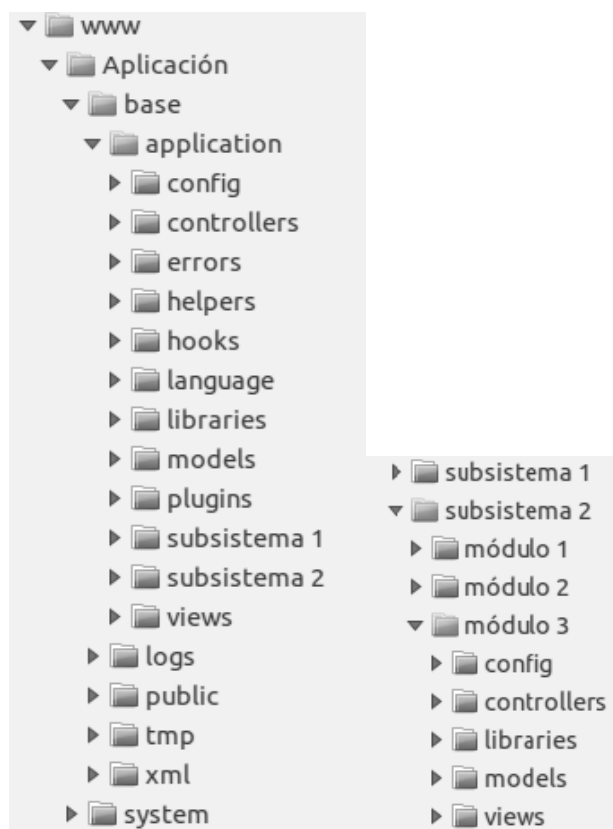 www
Aplicación
base
application
config
controllers
errors
helpers
hooks
language
libraries
models
plugins
subsistema 1
subsistema 2
views
logs
public
tmp
xml
system
subsistema 1
subsistema 2
módulo 1
módulo 2
módulo 3
config
controllers
libraries
models
views